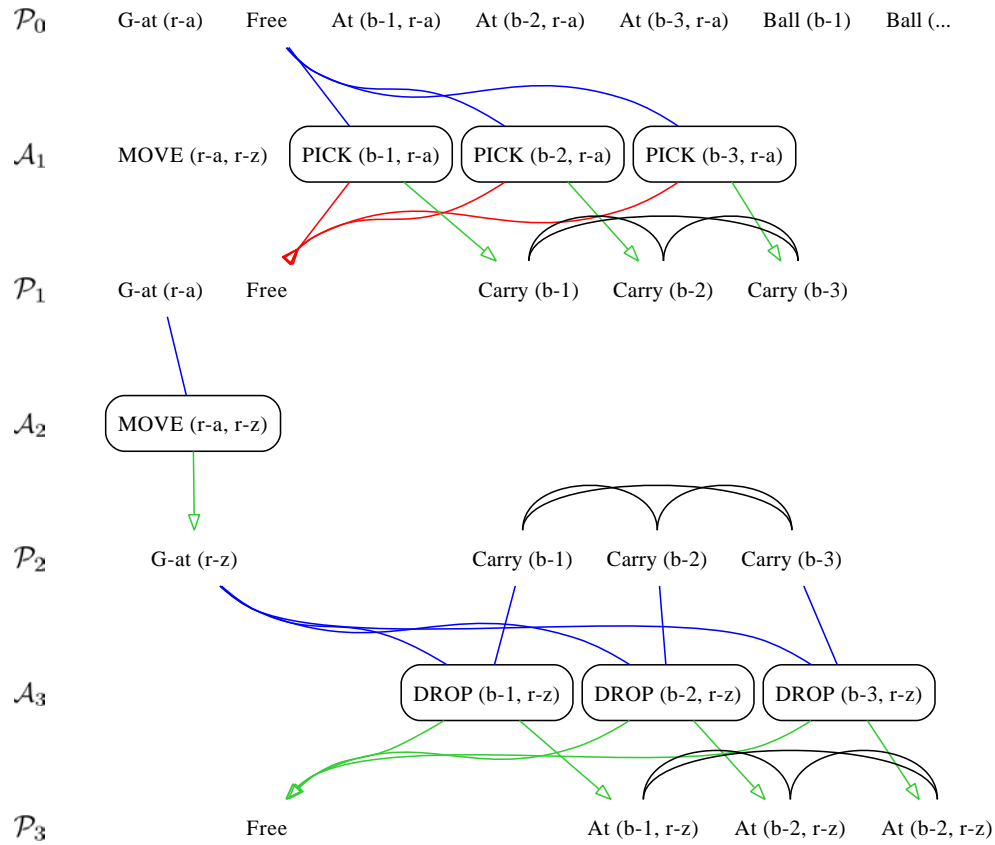 P0 G-at (r-a) Free At (b-1, r-a) At (b-2, r-a) At (b-3, r-a) Ball (b-1) Ball (...
A1 MOVE (r-a, r-z) PICK (b-1, r-a) PICK (b-2, r-a) PICK (b-3, r-a)
P1 G-at (r-a) Free Carry (b-1) Carry (b-2) Carry (b-3)
A2 MOVE (r-a, r-z)
P2 G-at (r-z) Carry (b-1) Carry (b-2) Carry (b-3)
A3 DROP (b-1, r-z) DROP (b-2, r-z) DROP (b-3, r-z)
P3 Free At (b-1, r-z) At (b-2, r-z) At (b-2, r-z)